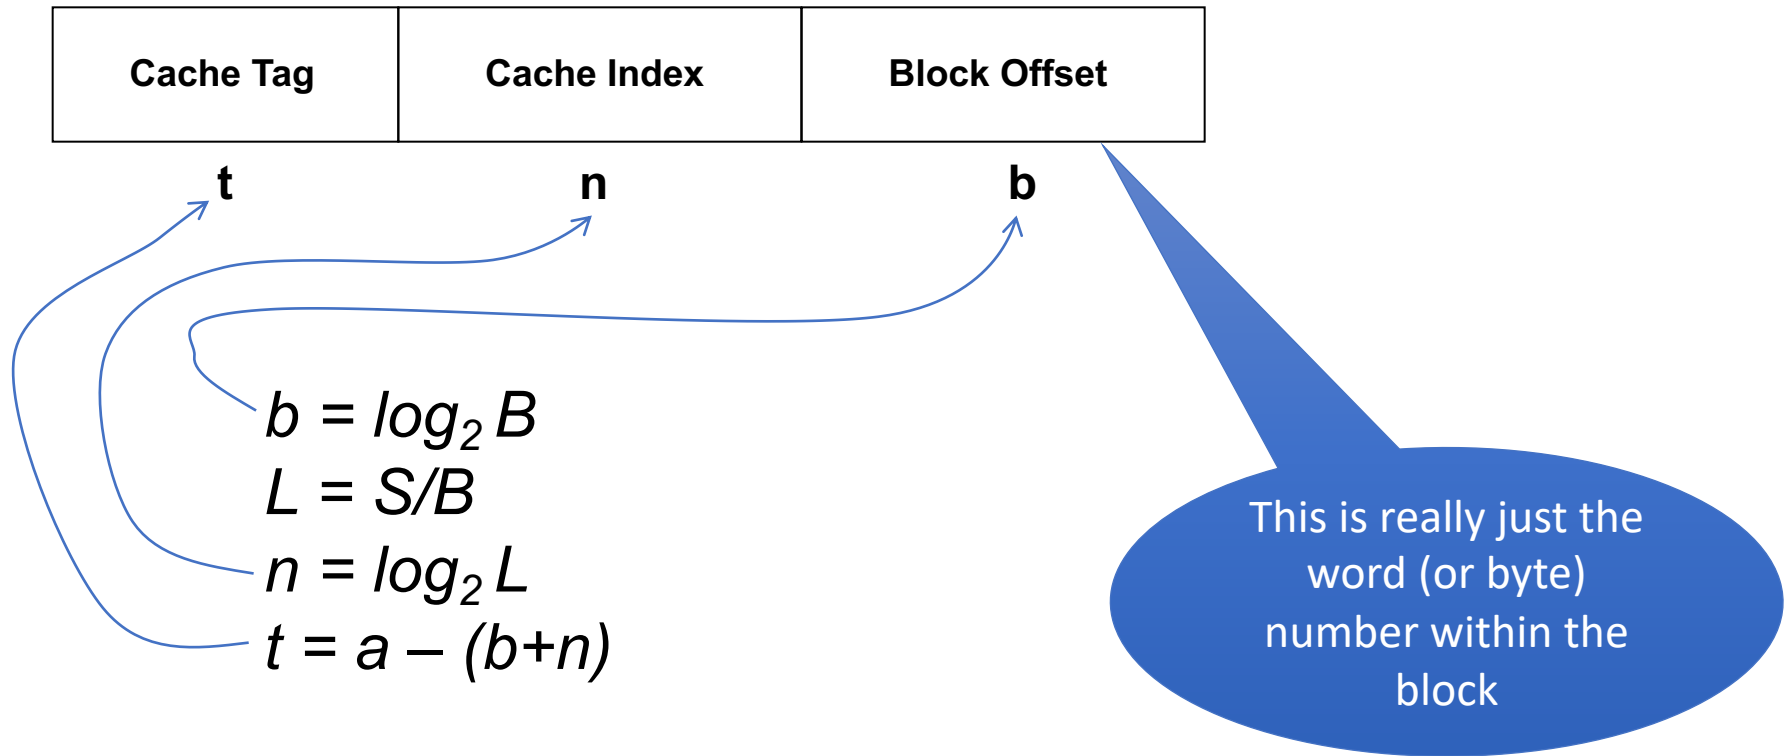 Cache Tag Cache Index Block Offset
t n b
b = log₂ B
L = S/B
n = log₂ L
t = a – (b+n)
This is really just the
word (or byte)
number within the
block